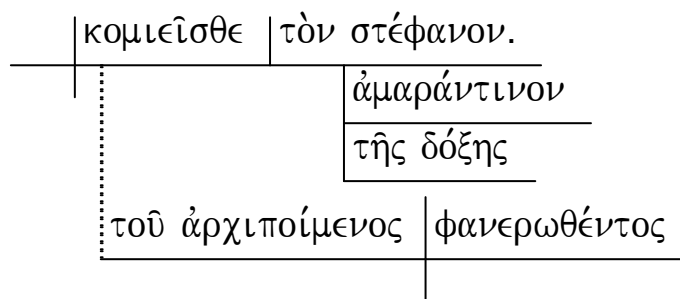 κομιεῖσθε τὸν στέφανον.
ἀμαράντινον
τῆς δόξης
τοῦ ἀρχιποίμενος φανερωθέντος